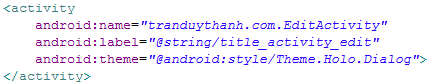 <activity
    android:name="tranduythanh.com.EditActivity"
    android:label="@string/title_activity_edit"
    android:theme="@android:style/Theme.Holo.Dialog">
</activity>